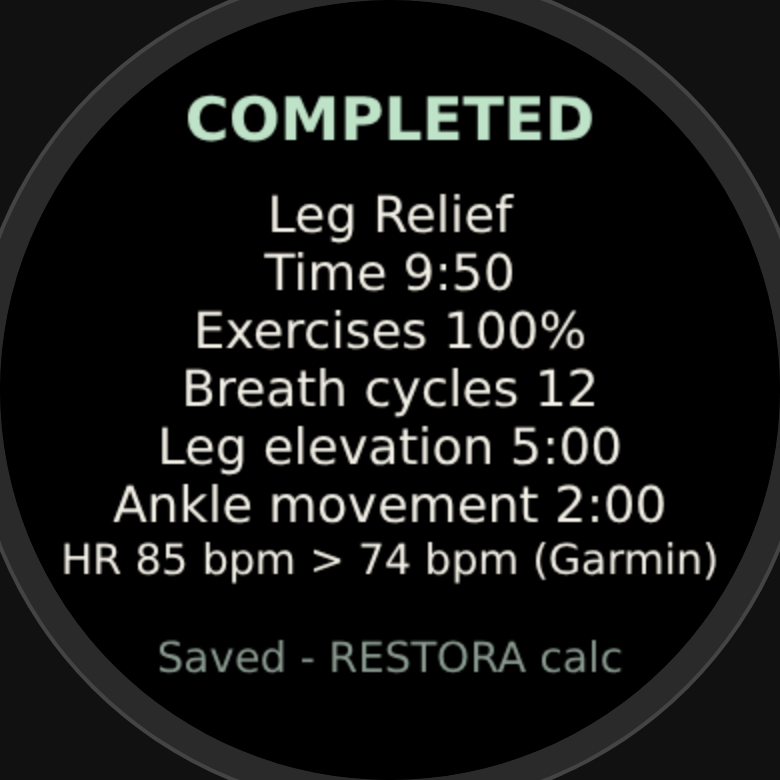 COMPLETED
Leg Relief
Time 9:50
Exercises 100%
Breath cycles 12
Leg elevation 5:00
Ankle movement 2:00
HR 85 bpm > 74 bpm (Garmin)
Saved - RESTORA calc